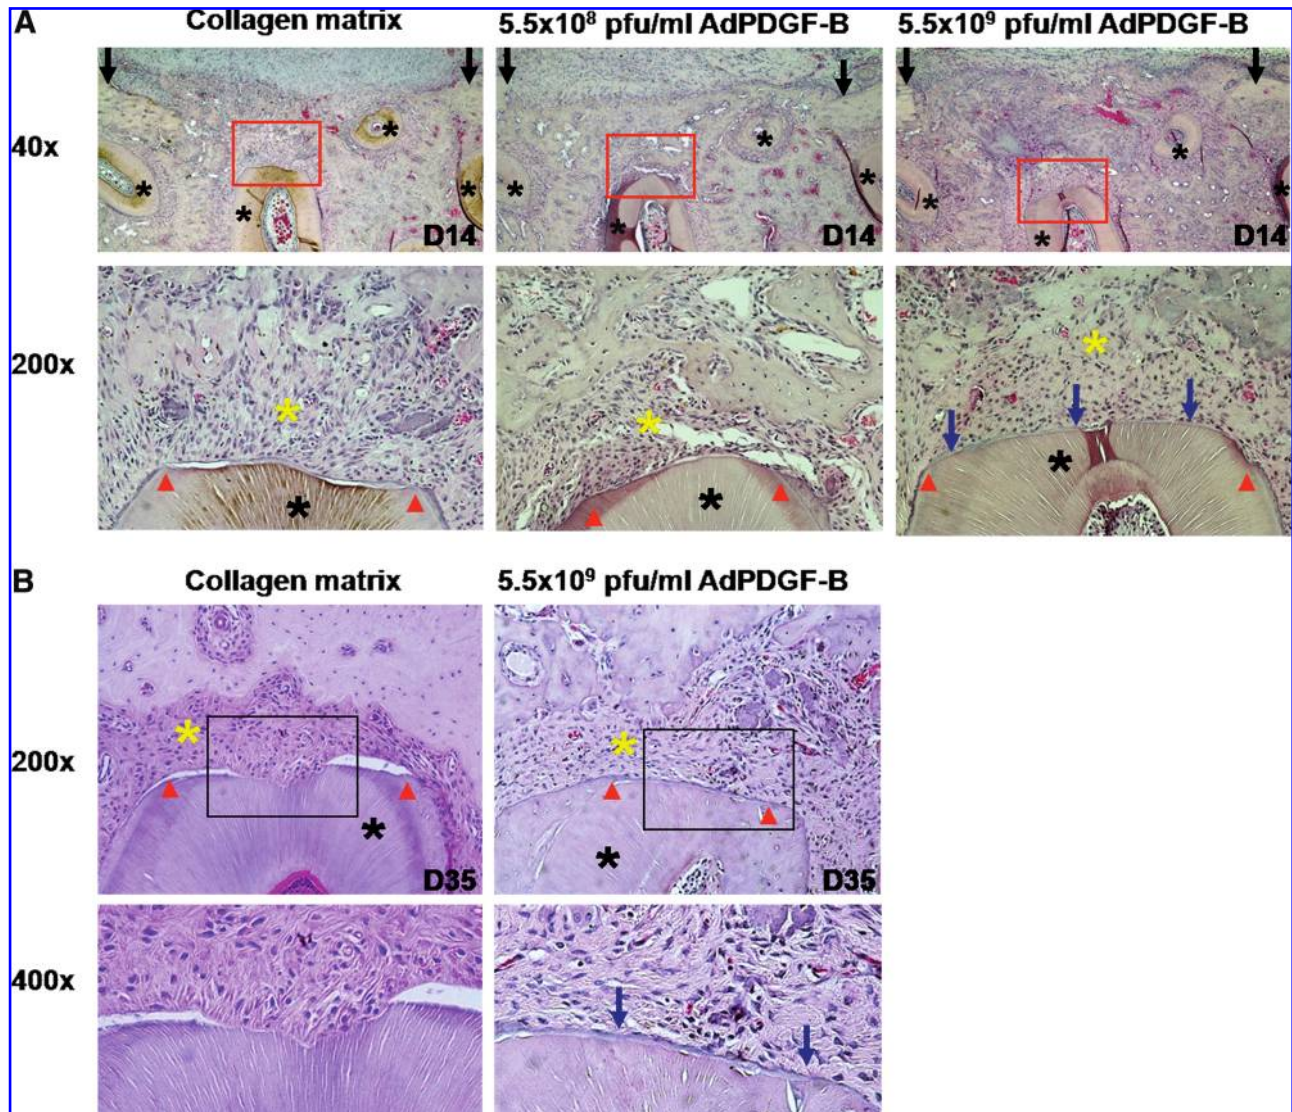 A
Collagen matrix
5.5x10⁸ pfu/ml AdPDGF-B
5.5x10⁹ pfu/ml AdPDGF-B
40x
D14
D14
D14
200x
B
Collagen matrix
5.5x10⁹ pfu/ml AdPDGF-B
200x
D35
D35
400x